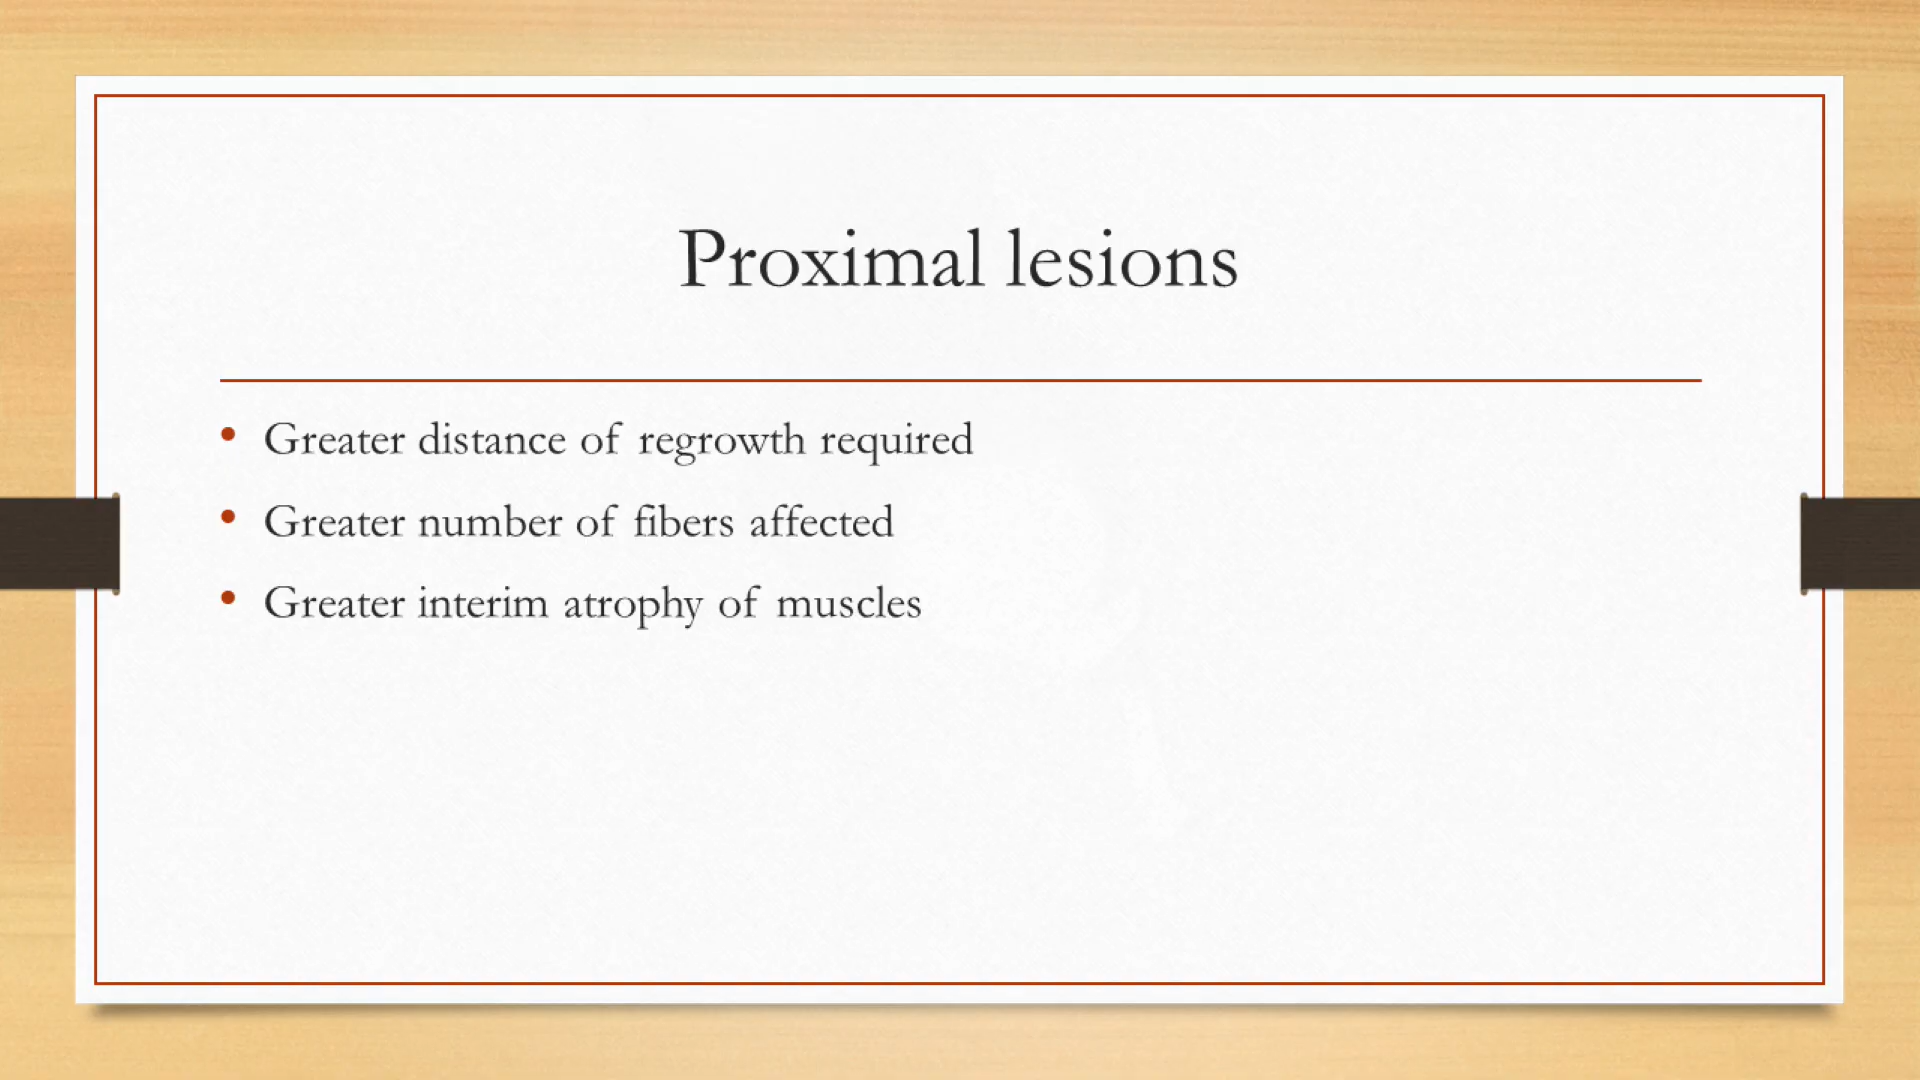 Proximal lesions
• Greater distance of regrowth required
• Greater number of fibers affected
• Greater interim atrophy of muscles